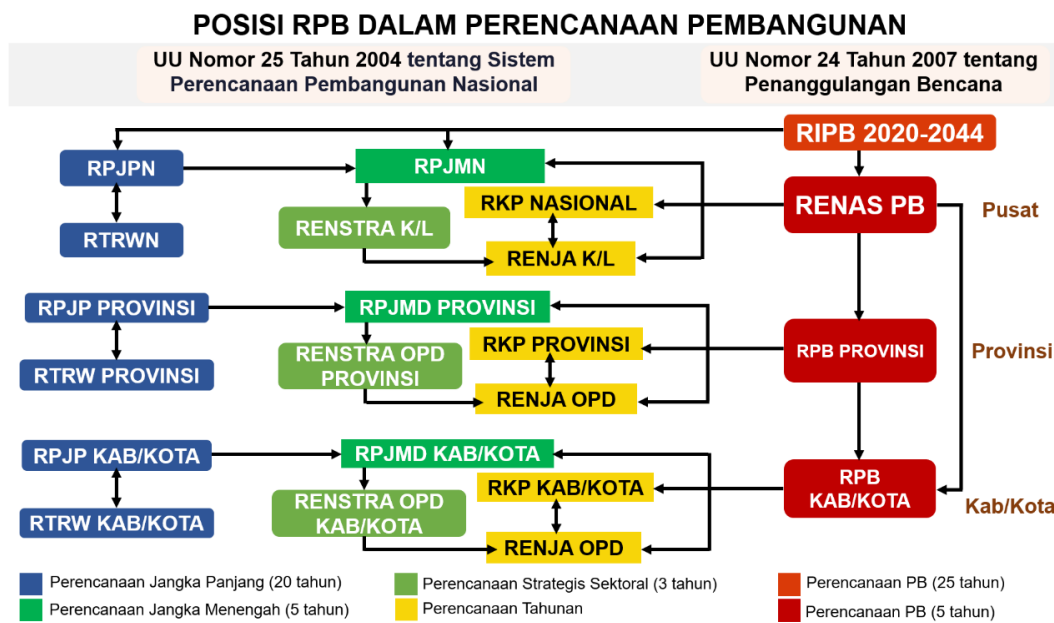 POSISI RPB DALAM PERENCANAAN PEMBANGUNAN
UU Nomor 25 Tahun 2004 tentang Sistem
Perencanaan Pembangunan Nasional
UU Nomor 24 Tahun 2007 tentang
Penanggulangan Bencana
RIPB 2020-2044
RPJPN
RPJMN
RKP NASIONAL
RENAS PB
Pusat
RENSTRA K/L
RTRWN
RENJA K/L
RPJP PROVINSI
RPJMD PROVINSI
RKP PROVINSI
RPB PROVINSI
Provinsi
RENSTRA OPD
PROVINSI
RTRW PROVINSI
RENJA OPD
RPJP KAB/KOTA
RPJMD KAB/KOTA
RKP KAB/KOTA
RPB
KAB/KOTA
Kab/Kota
RENSTRA OPD
KAB/KOTA
RTRW KAB/KOTA
RENJA OPD
Perencanaan Jangka Panjang (20 tahun)
Perencanaan Strategis Sektoral (3 tahun)
Perencanaan PB (25 tahun)
Perencanaan Jangka Menengah (5 tahun)
Perencanaan Tahunan
Perencanaan PB (5 tahun)